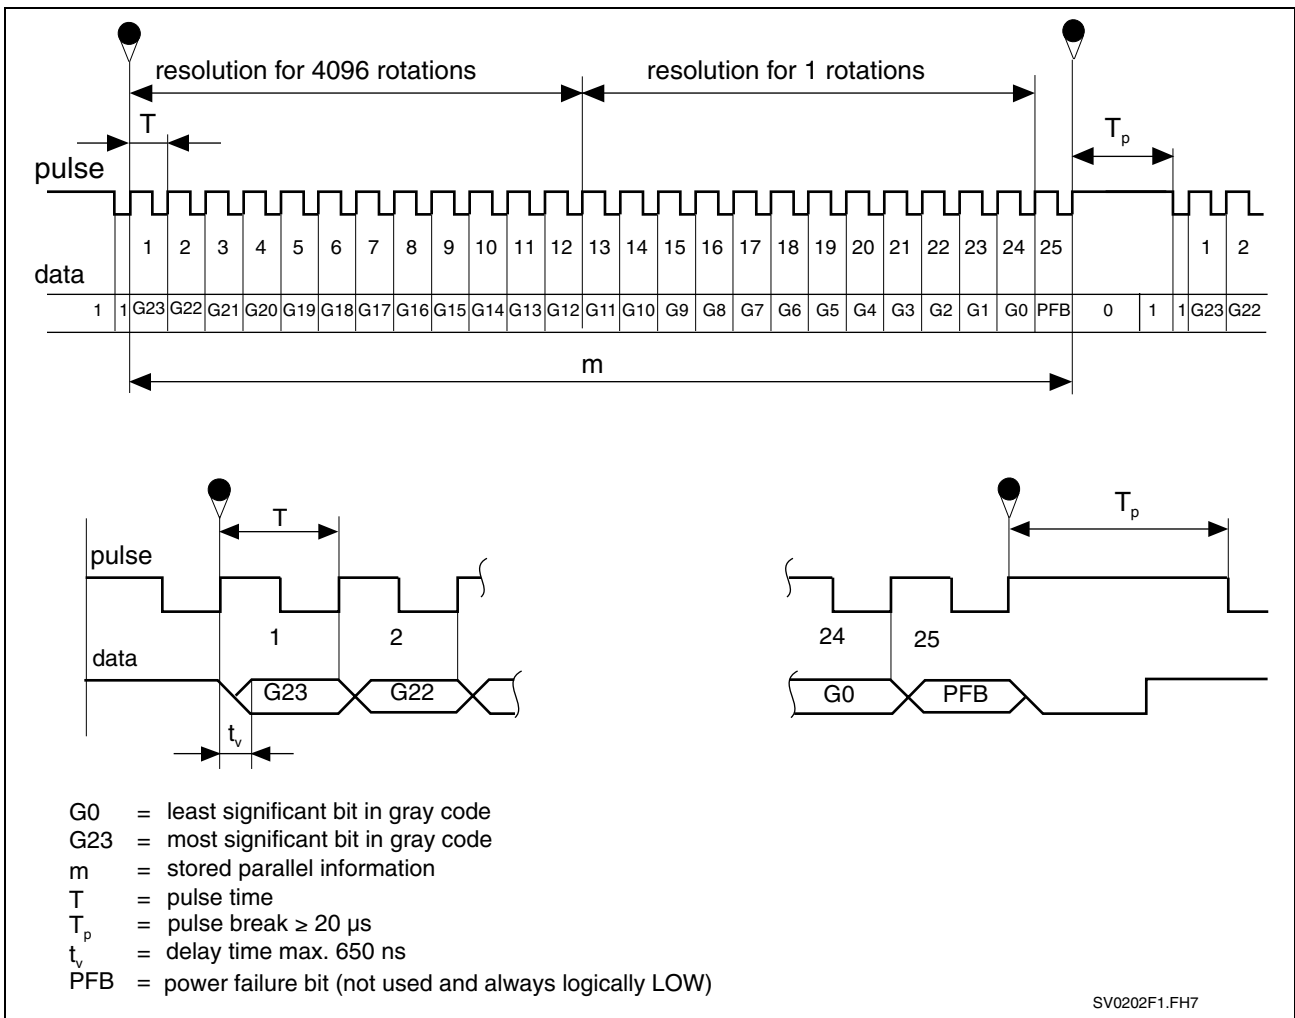 resolution for 4096 rotations resolution for 1 rotations
T Tp
pulse
1 2 3 4 5 6 7 8 9 10 11 12 13 14 15 16 17 18 19 20 21 22 23 24 25 1 2
data
1 1 G23 G22 G21 G20 G19 G18 G17 G16 G15 G14 G13 G12 G11 G10 G9 G8 G7 G6 G5 G4 G3 G2 G1 G0 PFB 0 1 1 G23 G22
m
T Tp
pulse
1 2 24 25
data
G23 G22 G0 PFB
tv
G0 = least significant bit in gray code
G23 = most significant bit in gray code
m = stored parallel information
T = pulse time
Tp = pulse break ≥ 20 µs
tv = delay time max. 650 ns
PFB = power failure bit (not used and always logically LOW)
SV0202F1.FH7